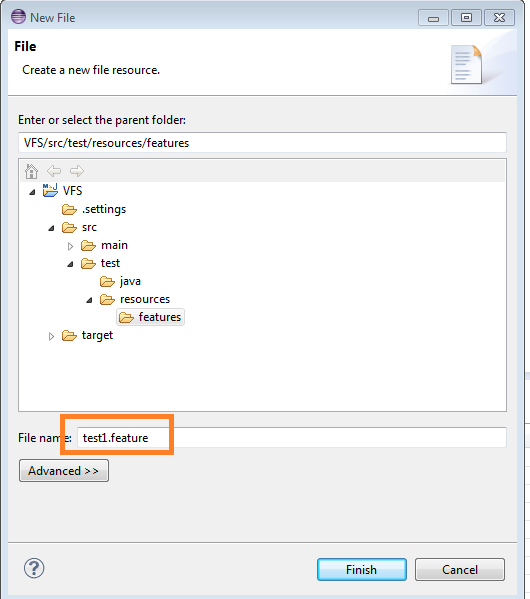 New File
File
Create a new file resource.
Enter or select the parent folder:
VFS/src/test/resources/features
VFS
.settings
src
main
test
java
resources
features
target
File name: test1.feature
Advanced >>
Finish
Cancel